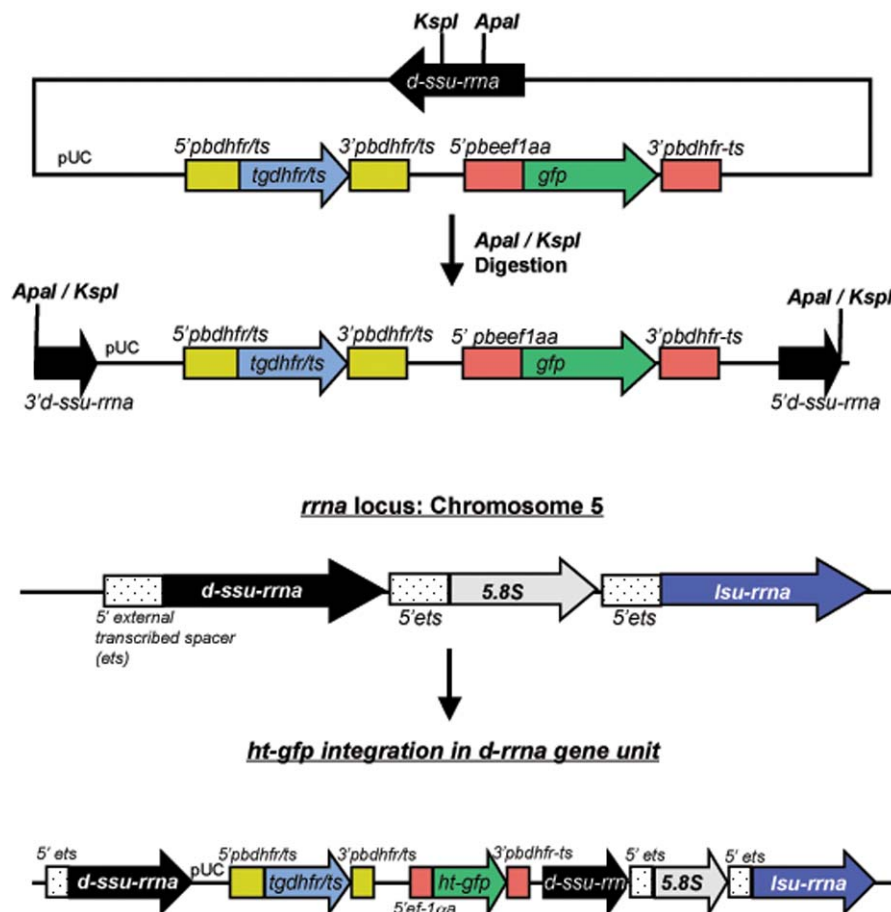 KspI ApaI
d-ssu-rrna
5'pbdhfr/ts 3'pbdhfr/ts 5'pbeef1aa 3'pbdhfr-ts
pUC
tgdhfr/ts gfp
ApaI / KspI
Digestion
ApaI / KspI ApaI / KspI
5'pbdhfr/ts 3'pbdhfr/ts 5' pbeef1aa 3'pbdhfr-ts
pUC
tgdhfr/ts gfp
3'd-ssu-rrna 5'd-ssu-rrna
rrna locus: Chromosome 5
d-ssu-rrna 5.8S lsu-rrna
5' external 5'ets 5'ets
transcribed spacer
(ets)
ht-gfp integration in d-rrna gene unit
5' ets 5'pbdhfr/ts 3'pbdhfr/ts 3'pbdhfr-ts 5' ets 5' ets
pUC
d-ssu-rrna tgdhfr/ts ht-gfp d-ssu-rrn 5.8S lsu-rrna
5'ef-1αa